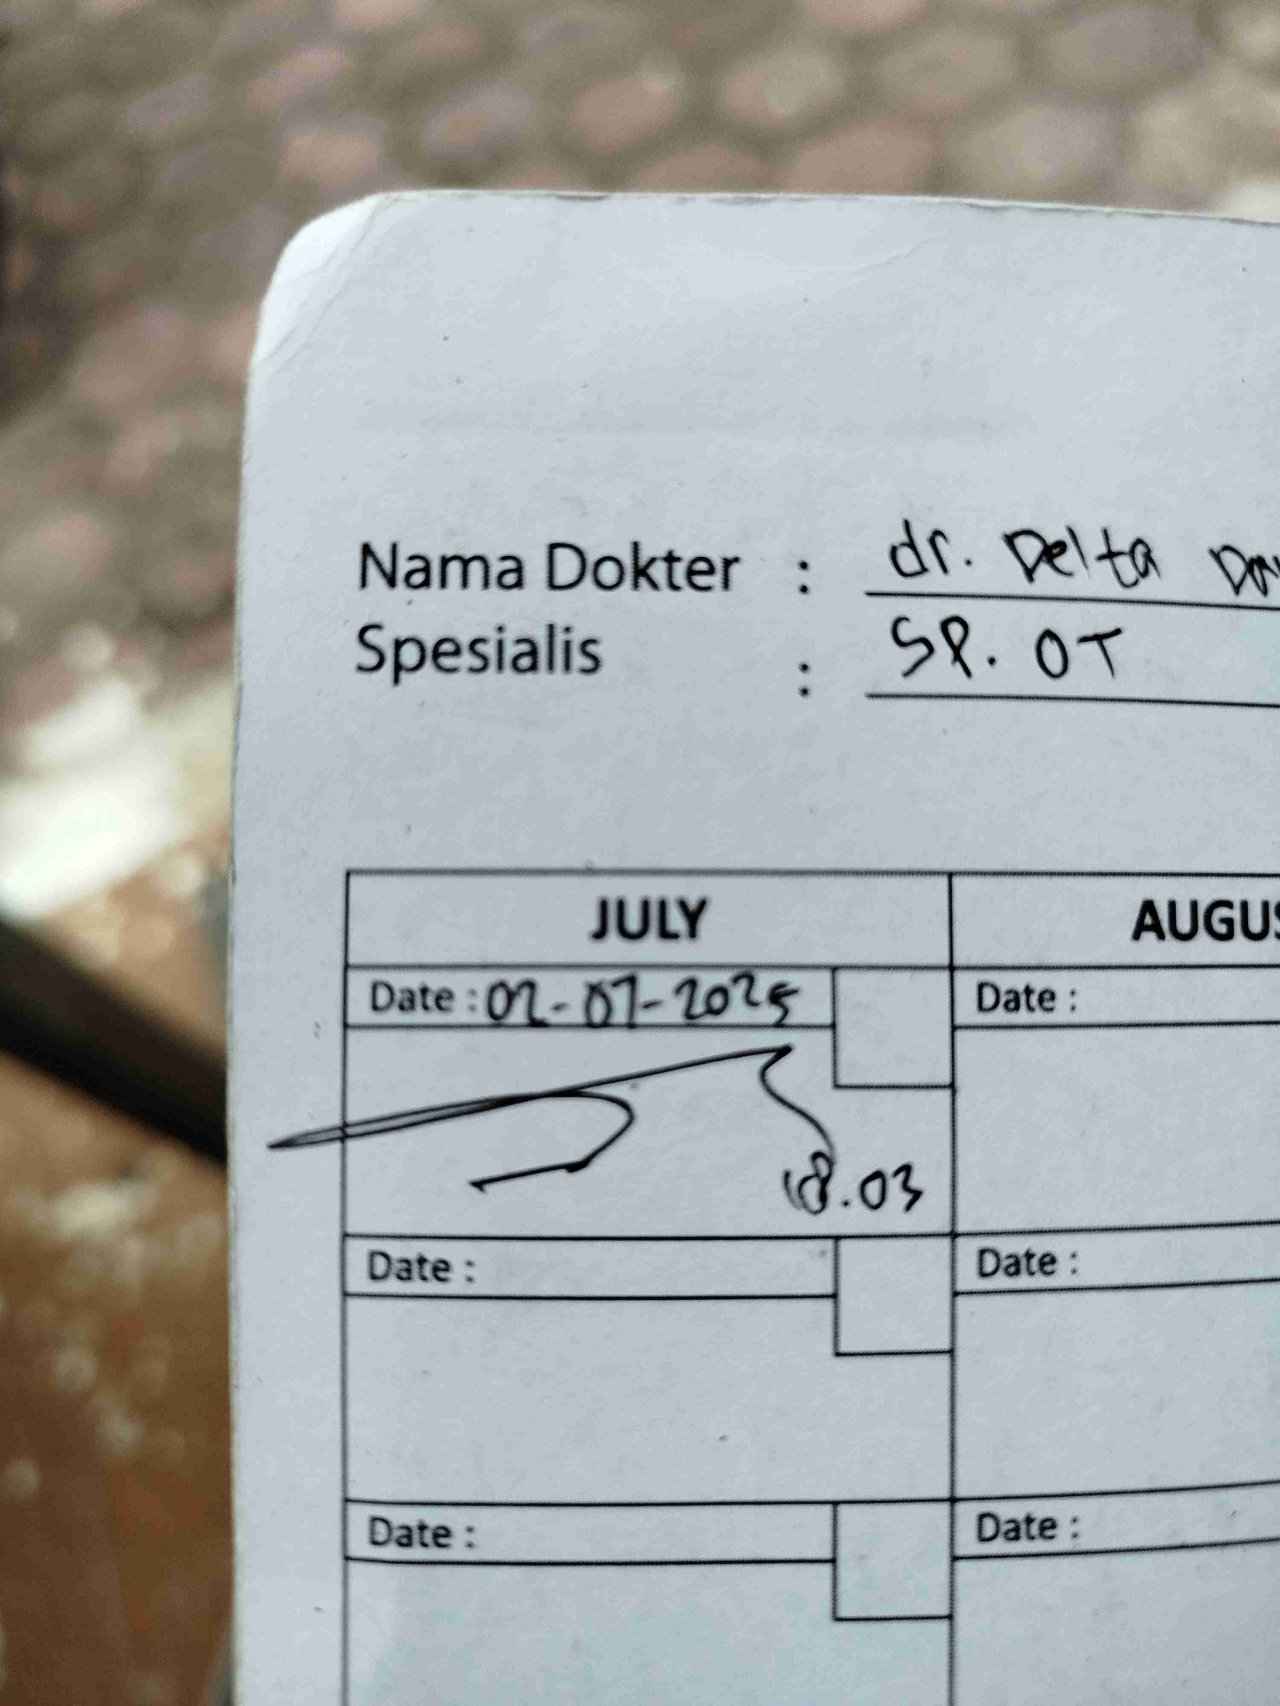 Nama Dokter : dr. Delta
Spesialis : SP. OT
JULY
Date : 02-07-2025
18.03
Date :
Date :
AUGUS
Date :
Date :
Date :